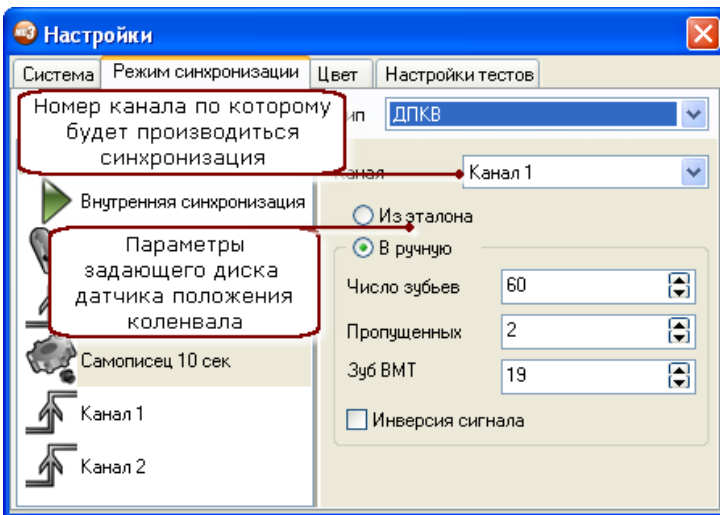 Настройки
Система Режим синхронизации Цвет Настройки тестов
Номер канала по которому
будет производиться
синхронизация
ДПКВ
Канал Канал 1
Внутренняя синхронизация
Из эталона
Параметры
задающего диска
датчика положения
коленвала
В ручную
Число зубьев 60
Пропущенных 2
Самописец 10 сек
Зуб ВМТ 19
Канал 1
Инверсия сигнала
Канал 2